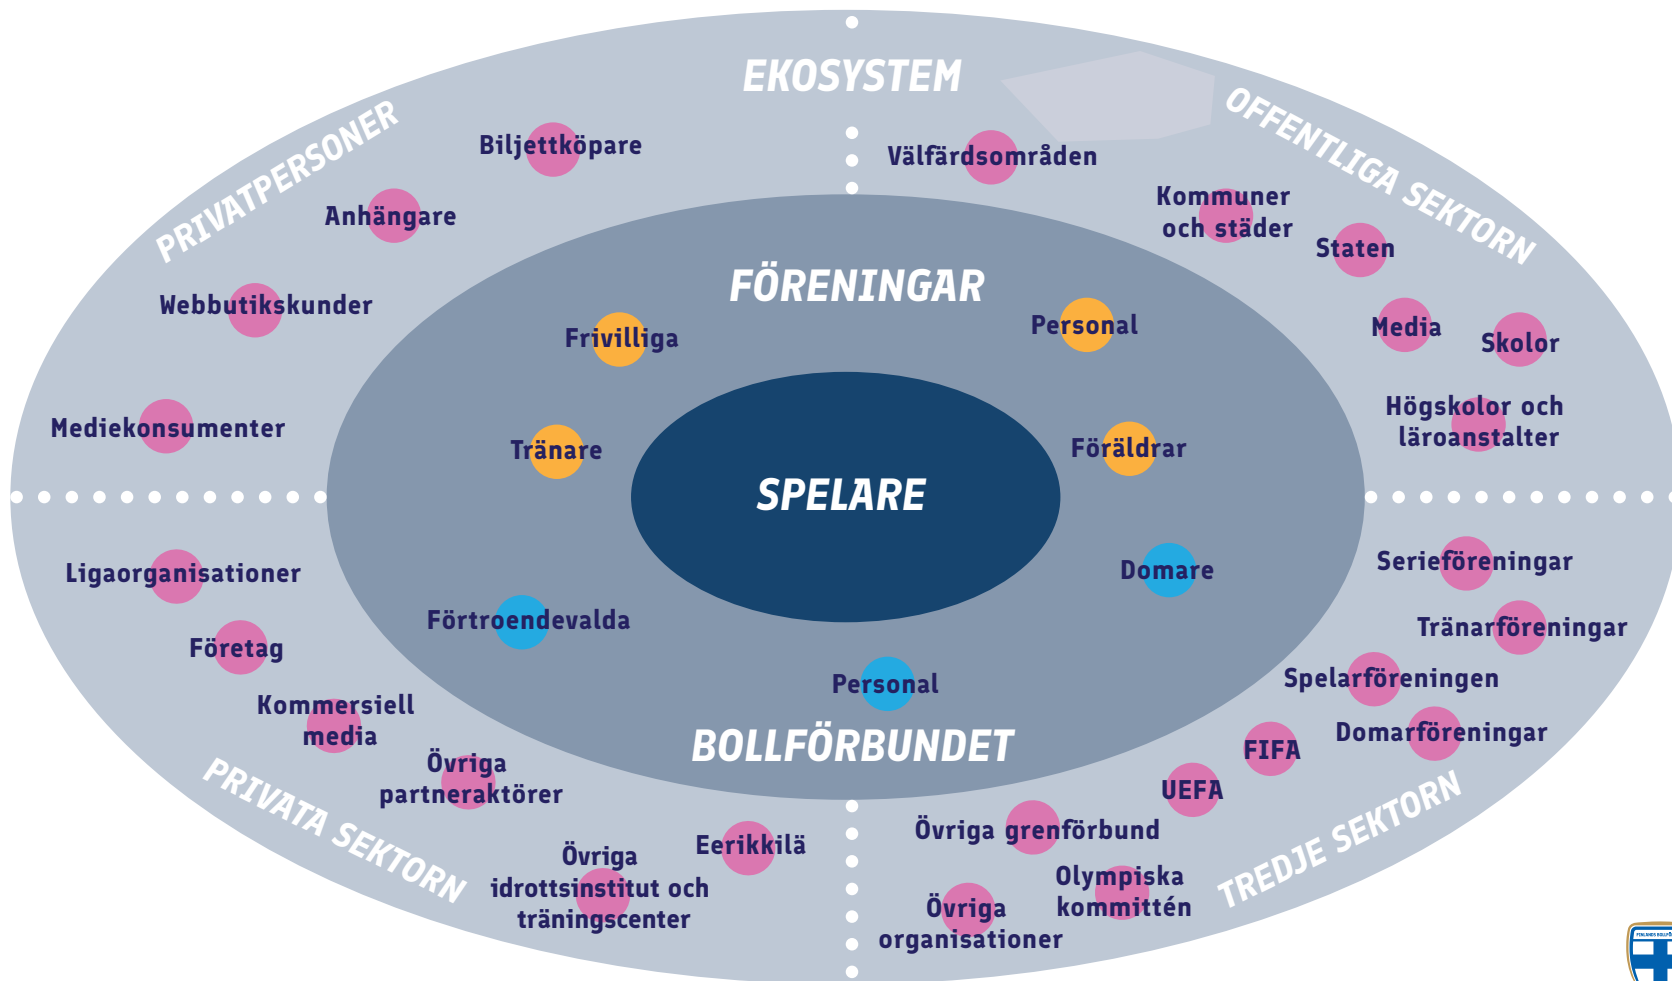 EKOSYSTEM
PRIVATPERSONER
OFFENTLIGA SEKTORN
Biljettköpare
Anhängare
Webbutikskunder
Mediekonsumenter
Välfärdsområden
Kommuner
och städer
Staten
Media
Skolor
Högskolor och
läroanstalter
FÖRENINGAR
Frivilliga
Personal
Tränare
Föräldrar
SPELARE
Domare
Förtroendevalda
Personal
BOLLFÖRBUNDET
Ligaorganisationer
Företag
Kommersiell
media
Övriga
partneraktörer
Övriga
idrottsinstitut och
träningscenter
Eerikkilä
PRIVATA SEKTORN
Serieföreningar
Tränarföreningar
Spelarföreningen
Domarföreningar
FIFA
UEFA
Övriga grenförbund
Olympiska
kommittén
Övriga
organisationer
TREDJE SEKTORN